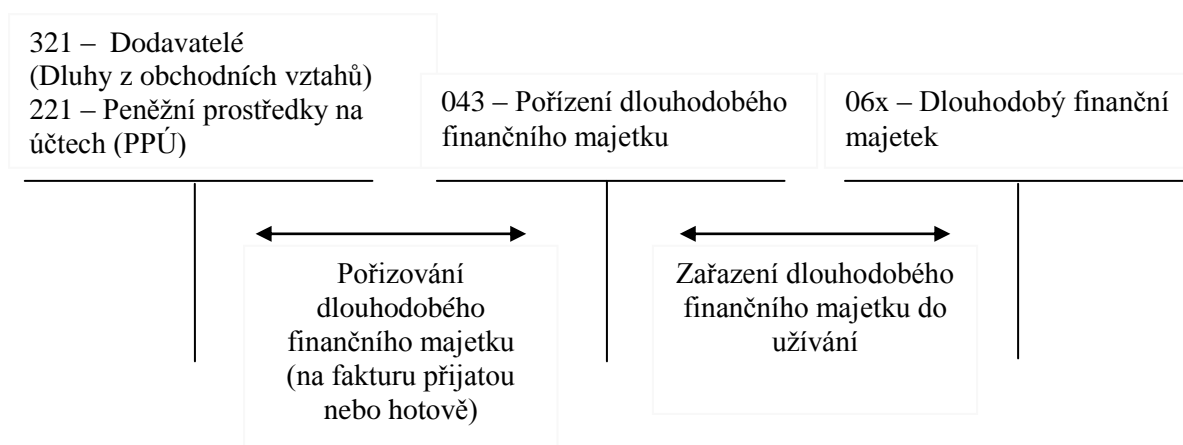 321 – Dodavatelé
(Dluhy z obchodních vztahů)
221 – Peněžní prostředky na
účtech (PPÚ)
043 – Pořízení dlouhodobého
finančního majetku
06x – Dlouhodobý finanční
majetek
Pořizování
dlouhodobého
finančního majetku
(na fakturu přijatou
nebo hotově)
Zařazení dlouhodobého
finančního majetku do
užívání